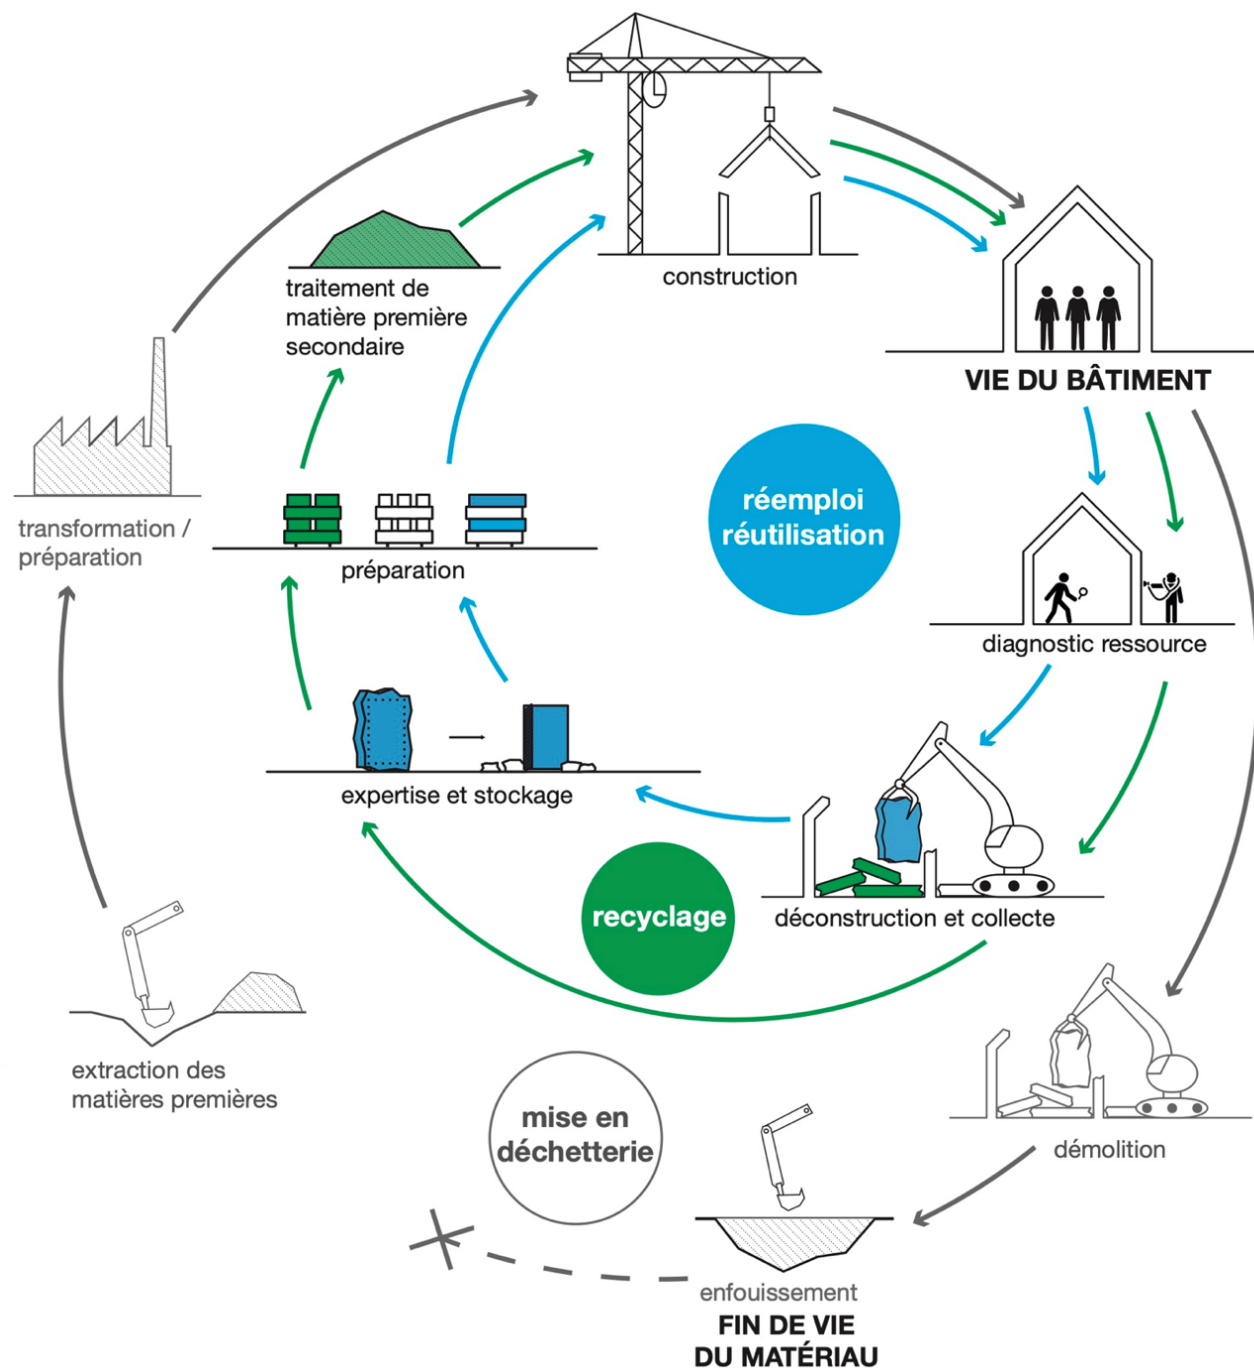 construction
traitement de
matière première
secondaire
VIE DU BÂTIMENT
réemploi
réutilisation
transformation /
préparation
préparation
diagnostic ressource
expertise et stockage
recyclage
déconstruction et collecte
extraction des
matières premières
mise en
déchetterie
démolition
enfouissement
FIN DE VIE
DU MATÉRIAU